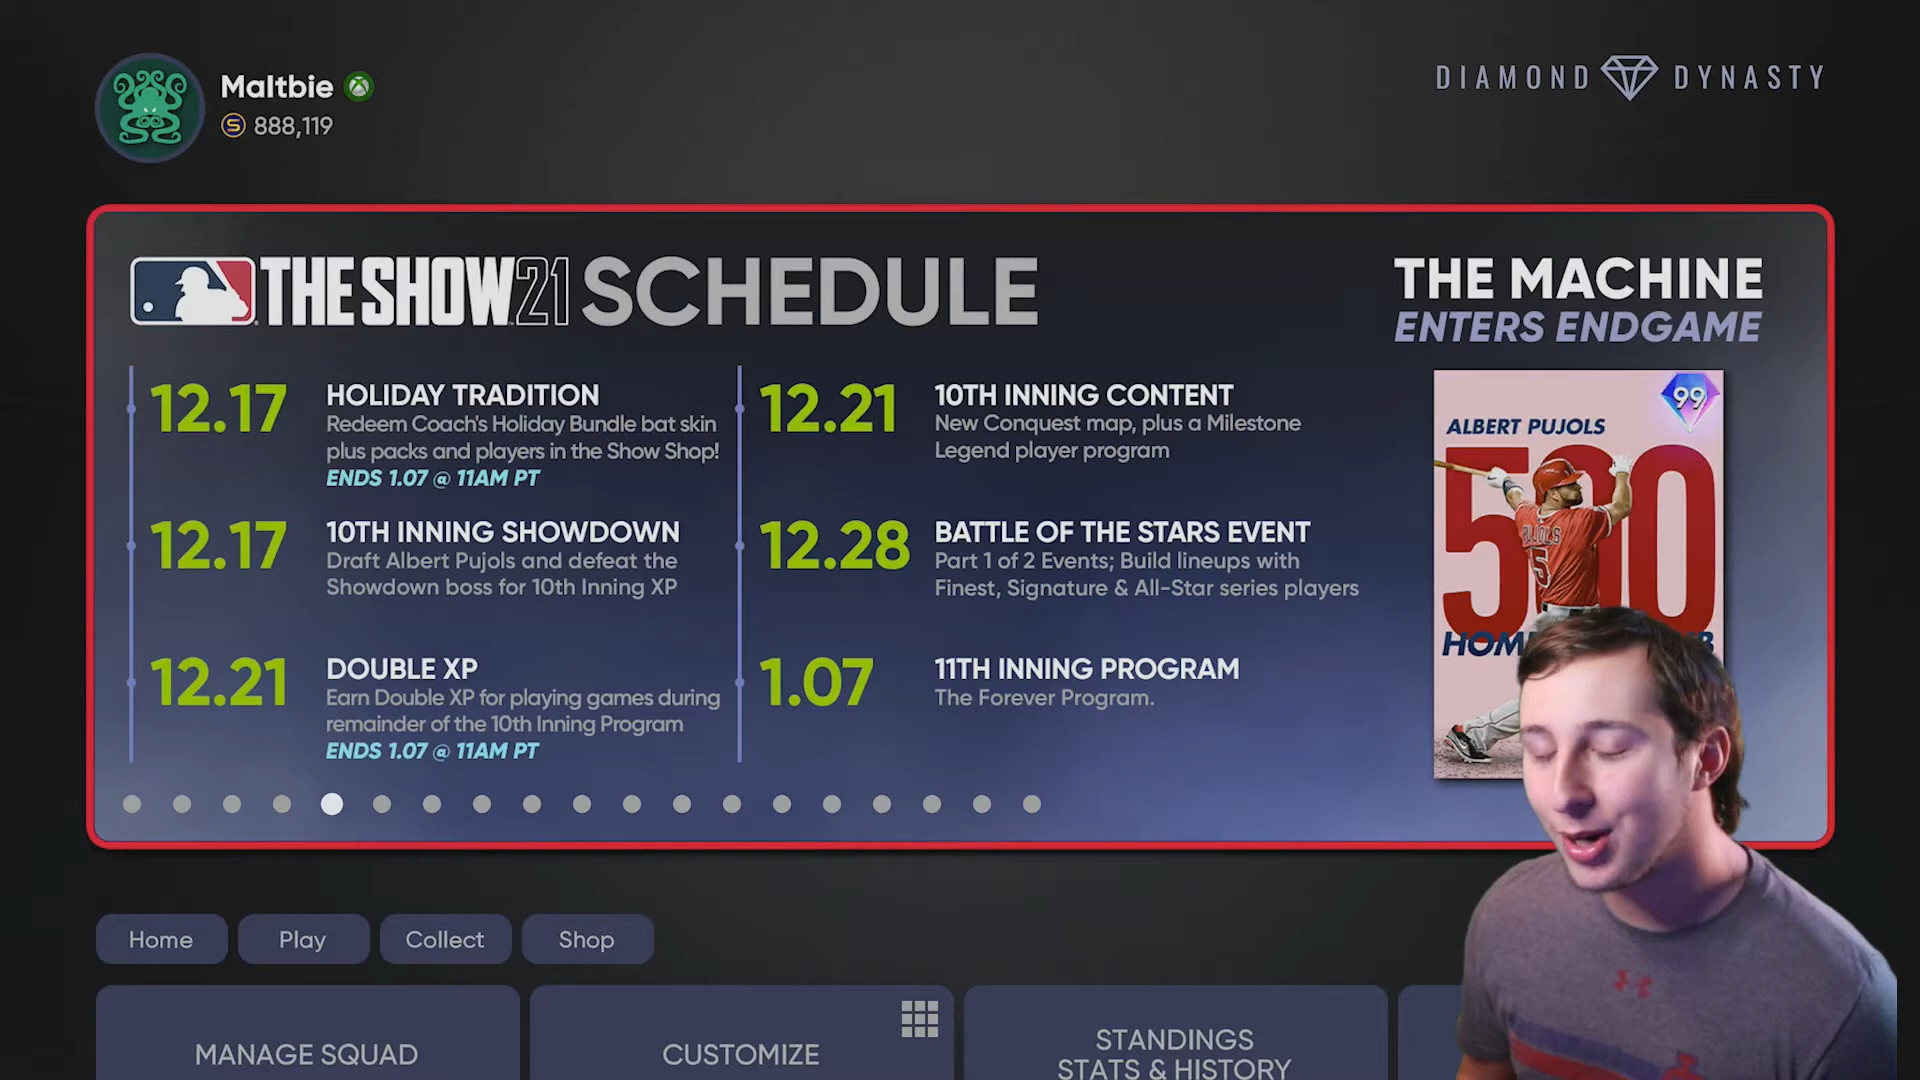 Maltbie
888,119
DIAMOND DYNASTY
THE SHOW 21 SCHEDULE
THE MACHINE
ENTERS ENDGAME
12.17
HOLIDAY TRADITION
Redeem Coach's Holiday Bundle bat skin
plus packs and players in the Show Shop!
ENDS 1.07 @ 11AM PT
12.17
10TH INNING SHOWDOWN
Draft Albert Pujols and defeat the
Showdown boss for 10th Inning XP
12.21
DOUBLE XP
Earn Double XP for playing games during
remainder of the 10th Inning Program
ENDS 1.07 @ 11AM PT
12.21
10TH INNING CONTENT
New Conquest map, plus a Milestone
Legend player program
12.28
BATTLE OF THE STARS EVENT
Part 1 of 2 Events; Build lineups with
Finest, Signature & All-Star series players
1.07
11TH INNING PROGRAM
The Forever Program.
99
ALBERT PUJOLS
500
PUJOLS
5
Home
Play
Collect
Shop
MANAGE SQUAD
CUSTOMIZE
STANDINGS
STATS & HISTORY